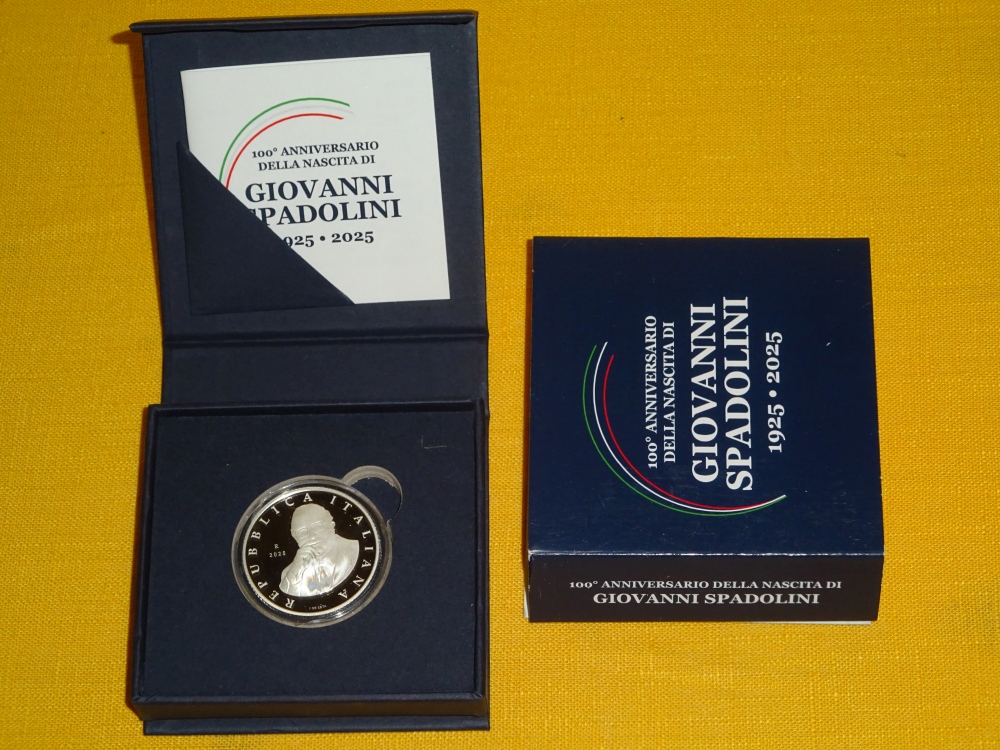 100° ANNIVERSARIO
DELLA NASCITA DI
GIOVANNI
SPADOLINI
1925 • 2025
REPUBBLICA ITALIANA
R
2025
100° ANNIVERSARIO
DELLA NASCITA DI
GIOVANNI
SPADOLINI
1925 • 2025
100° ANNIVERSARIO DELLA NASCITA DI
GIOVANNI SPADOLINI